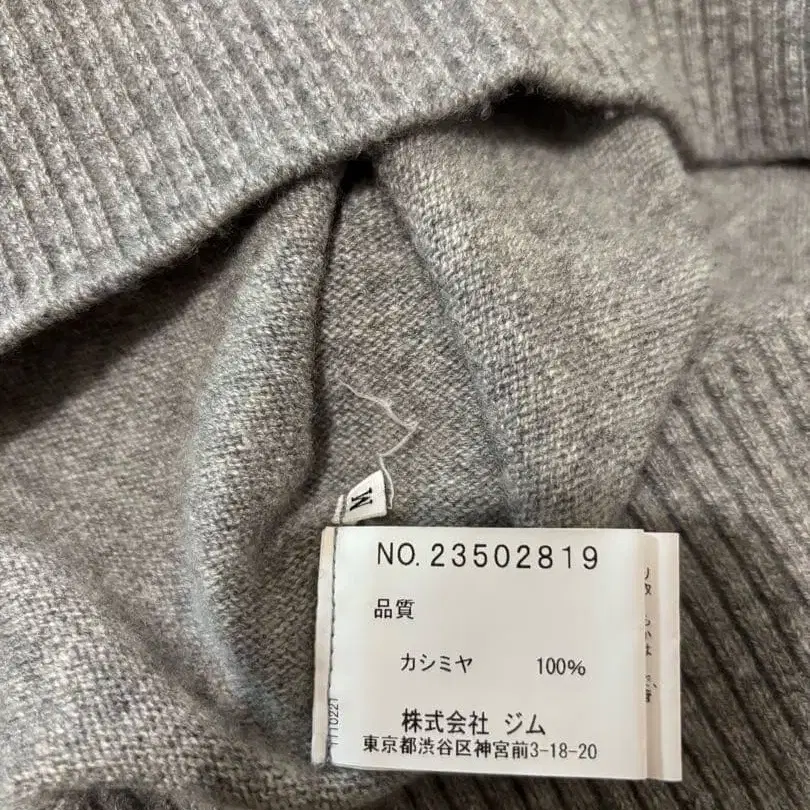 M
NO.23502819
品質
カシミヤ 100%
株式会社 ジム
東京都渋谷区神宮前3-18-20